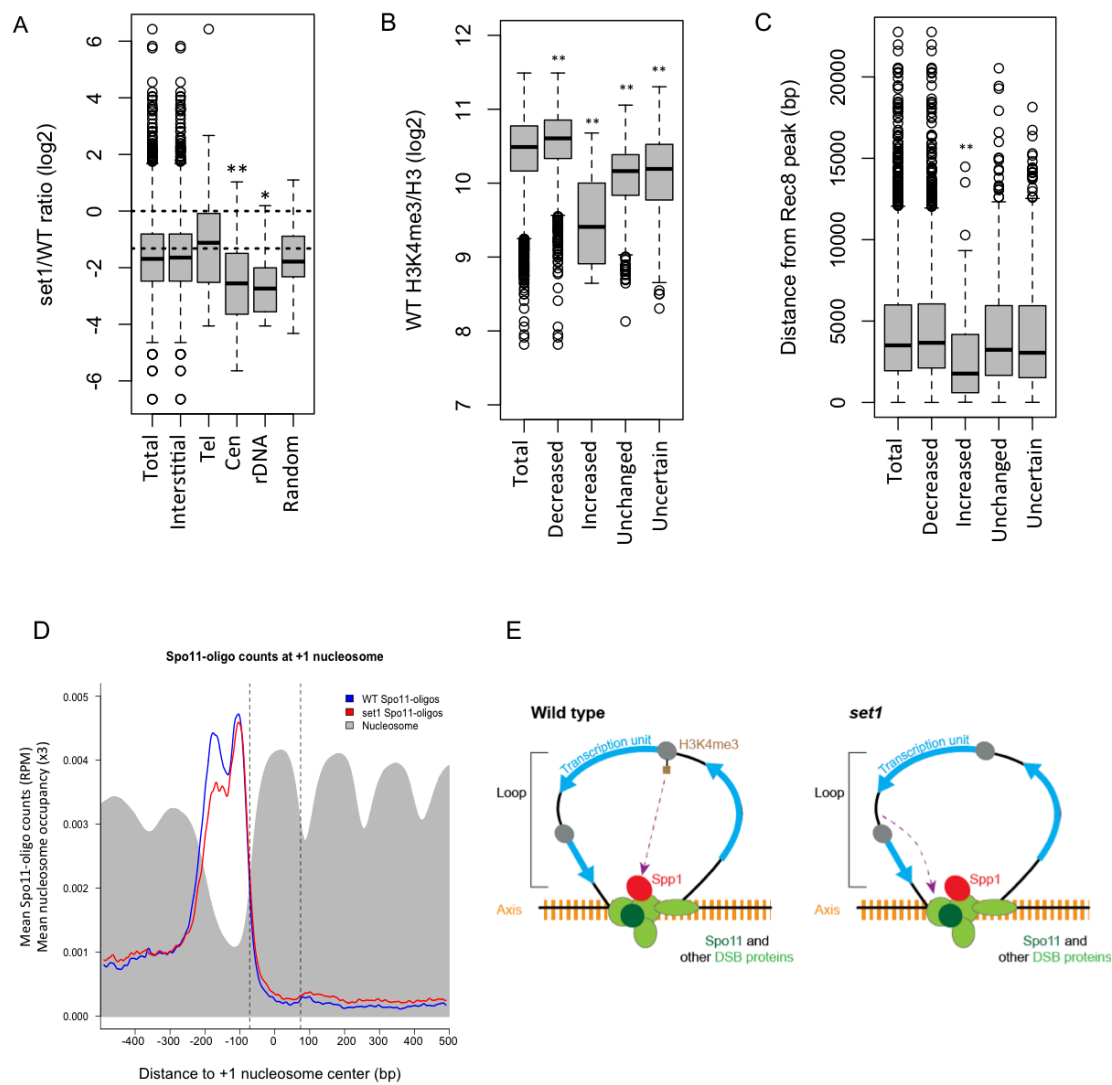 A
set1/WT ratio (log2)
6
4
2
0
-2
-4
-6
**
*
Total
Interstitial
Tel
Cen
rDNA
Random
B
WT H3K4me3/H3 (log2)
12
11
10
9
8
7
**
**
**
**
Total
Decreased
Increased
Unchanged
Uncertain
C
Distance from Rec8 peak (bp)
20000
15000
10000
5000
0
**
Total
Decreased
Increased
Unchanged
Uncertain
D
Spo11-oligo counts at +1 nucleosome
Mean Spo11-oligo counts (RPM)
Mean nucleosome occupancy (x3)
0.005
0.004
0.003
0.002
0.001
0.000
WT Spo11-oligos
set1 Spo11-oligos
Nucleosome
-400 -300 -200 -100 0 100 200 300 400 500
Distance to +1 nucleosome center (bp)
E
Wild type
Transcription unit
H3K4me3
Loop
Spp1
Axis
Spo11 and
other DSB proteins
set1
Transcription unit
Loop
Spp1
Axis
Spo11 and
other DSB proteins